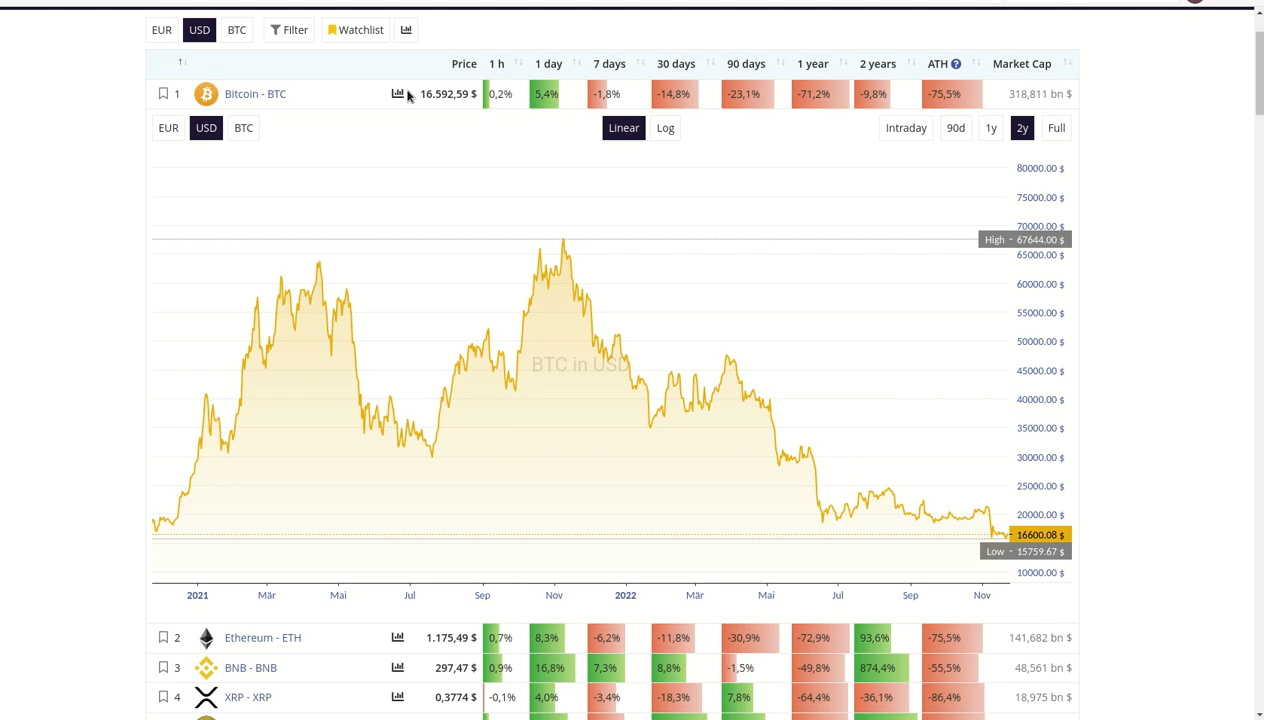 EUR USD BTC Filter Watchlist
Price 1 h 1 day 7 days 30 days 90 days 1 year 2 years ATH ? Market Cap
1 Bitcoin - BTC 16.592,59 $ 0,2% 5,4% -1,8% -14,8% -23,1% -71,2% -9,8% -75,5% 318,811 bn $
EUR USD BTC Linear Log Intraday 90d 1y 2y Full
80000.00 $
75000.00 $
70000.00 $
High - 67644.00 $
65000.00 $
60000.00 $
55000.00 $
50000.00 $
BTC in USD
45000.00 $
40000.00 $
35000.00 $
30000.00 $
25000.00 $
20000.00 $
16600.08 $
Low - 15759.67 $
10000.00 $
2021 Mär Mai Jul Sep Nov 2022 Mär Mai Jul Sep Nov
2 Ethereum - ETH 1.175,49 $ 0,7% 8,3% -6,2% -11,8% -30,9% -72,9% 93,6% -75,5% 141,682 bn $
3 BNB - BNB 297,47 $ 0,9% 16,8% 7,3% 8,8% -1,5% -49,8% 874,4% -55,5% 48,561 bn $
4 XRP - XRP 0,3774 $ -0,1% 4,0% -3,4% -18,3% 7,8% -64,4% -36,1% -86,4% 18,975 bn $